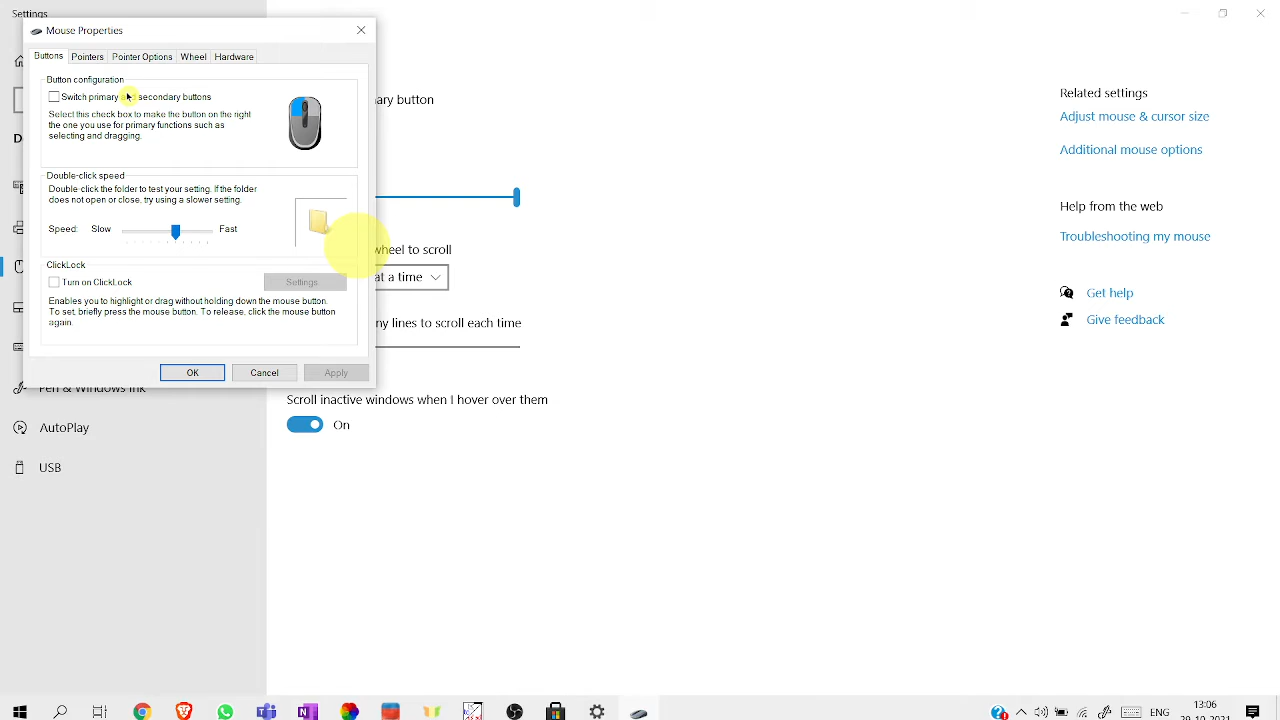 Settings
Mouse Properties
Buttons
Pointers
Pointer Options
Wheel
Hardware
Button configuration
Switch primary and secondary buttons
Select this check box to make the button on the right
the one you use for primary functions such as
selecting and dragging.
Double-click speed
Double-click the folder to test your setting. If the folder
does not open or close, try using a slower setting.
Speed:
Slow
Fast
ClickLock
Turn on ClickLock
Settings
Enables you to highlight or drag without holding down the mouse button.
To set, briefly press the mouse button. To release, click the mouse button
again.
OK
Cancel
Apply
button
wheel to scroll
at a time
lines to scroll each time
Scroll inactive windows when I hover over them
On
Pen & Windows Ink
AutoPlay
USB
Related settings
Adjust mouse & cursor size
Additional mouse options
Help from the web
Troubleshooting my mouse
Get help
Give feedback
ENG
13:06